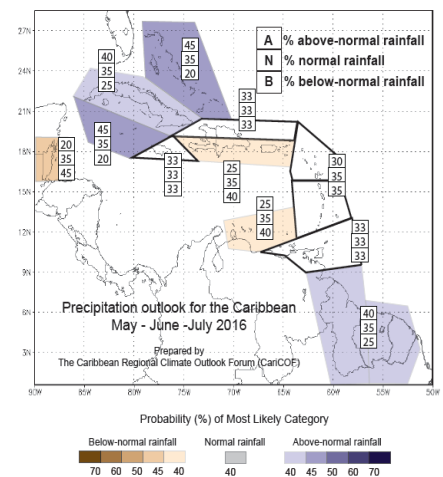 27N
24N
21N
18N
15N
12N
9N
6N
3N
90W
85W
80W
75W
70W
65W
60W
55W
50W
A % above-normal rainfall
N % normal rainfall
B % below-normal rainfall
45
35
20
40
35
25
33
33
33
45
35
20
20
35
45
33
33
33
25
35
40
30
35
35
25
35
40
33
33
33
40
35
25
Precipitation outlook for the Caribbean
May - June -July 2016
Prepared by
The Caribbean Regional Climate Outlook Forum (CariCOF)
Probability (%) of Most Likely Category
Below-normal rainfall Normal rainfall Above-normal rainfall
70 60 50 45 40 40 40 45 50 60 70